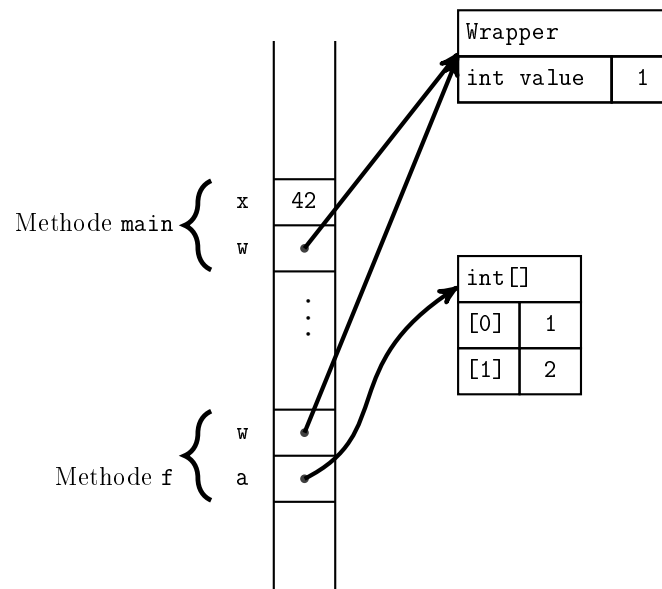 Wrapper
int value 1
x 42
Methode main
w
int[]
[0] 1
[1] 2
w
Methode f
a